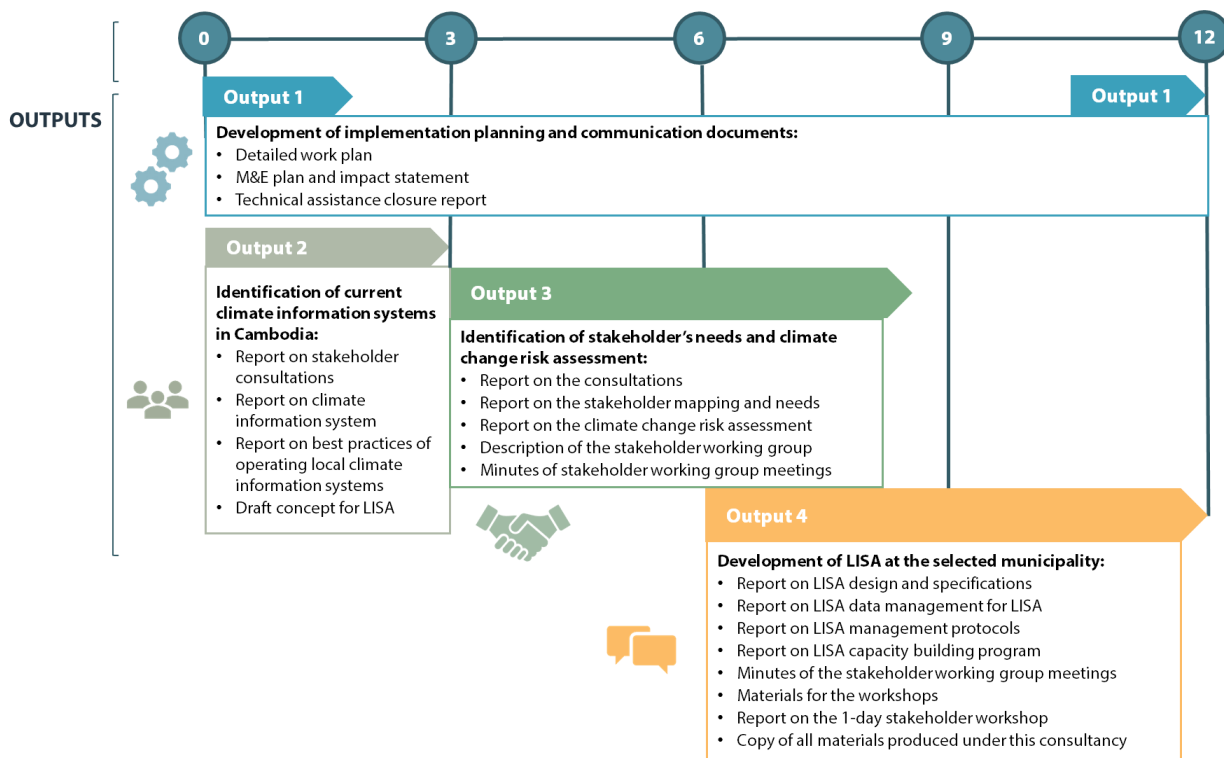 0
3
6
9
12
OUTPUTS
Output 1
Output 1
Development of implementation planning and communication documents:
• Detailed work plan
• M&E plan and impact statement
• Technical assistance closure report
Output 2
Identification of current
climate information systems
in Cambodia:
• Report on stakeholder
consultations
• Report on climate
information system
• Report on best practices of
operating local climate
information systems
• Draft concept for LISA
Output 3
Identification of stakeholder's needs and climate
change risk assessment:
• Report on the consultations
• Report on the stakeholder mapping and needs
• Report on the climate change risk assessment
• Description of the stakeholder working group
• Minutes of stakeholder working group meetings
Output 4
Development of LISA at the selected municipality:
• Report on LISA design and specifications
• Report on LISA data management for LISA
• Report on LISA management protocols
• Report on LISA capacity building program
• Minutes of the stakeholder working group meetings
• Materials for the workshops
• Report on the 1-day stakeholder workshop
• Copy of all materials produced under this consultancy